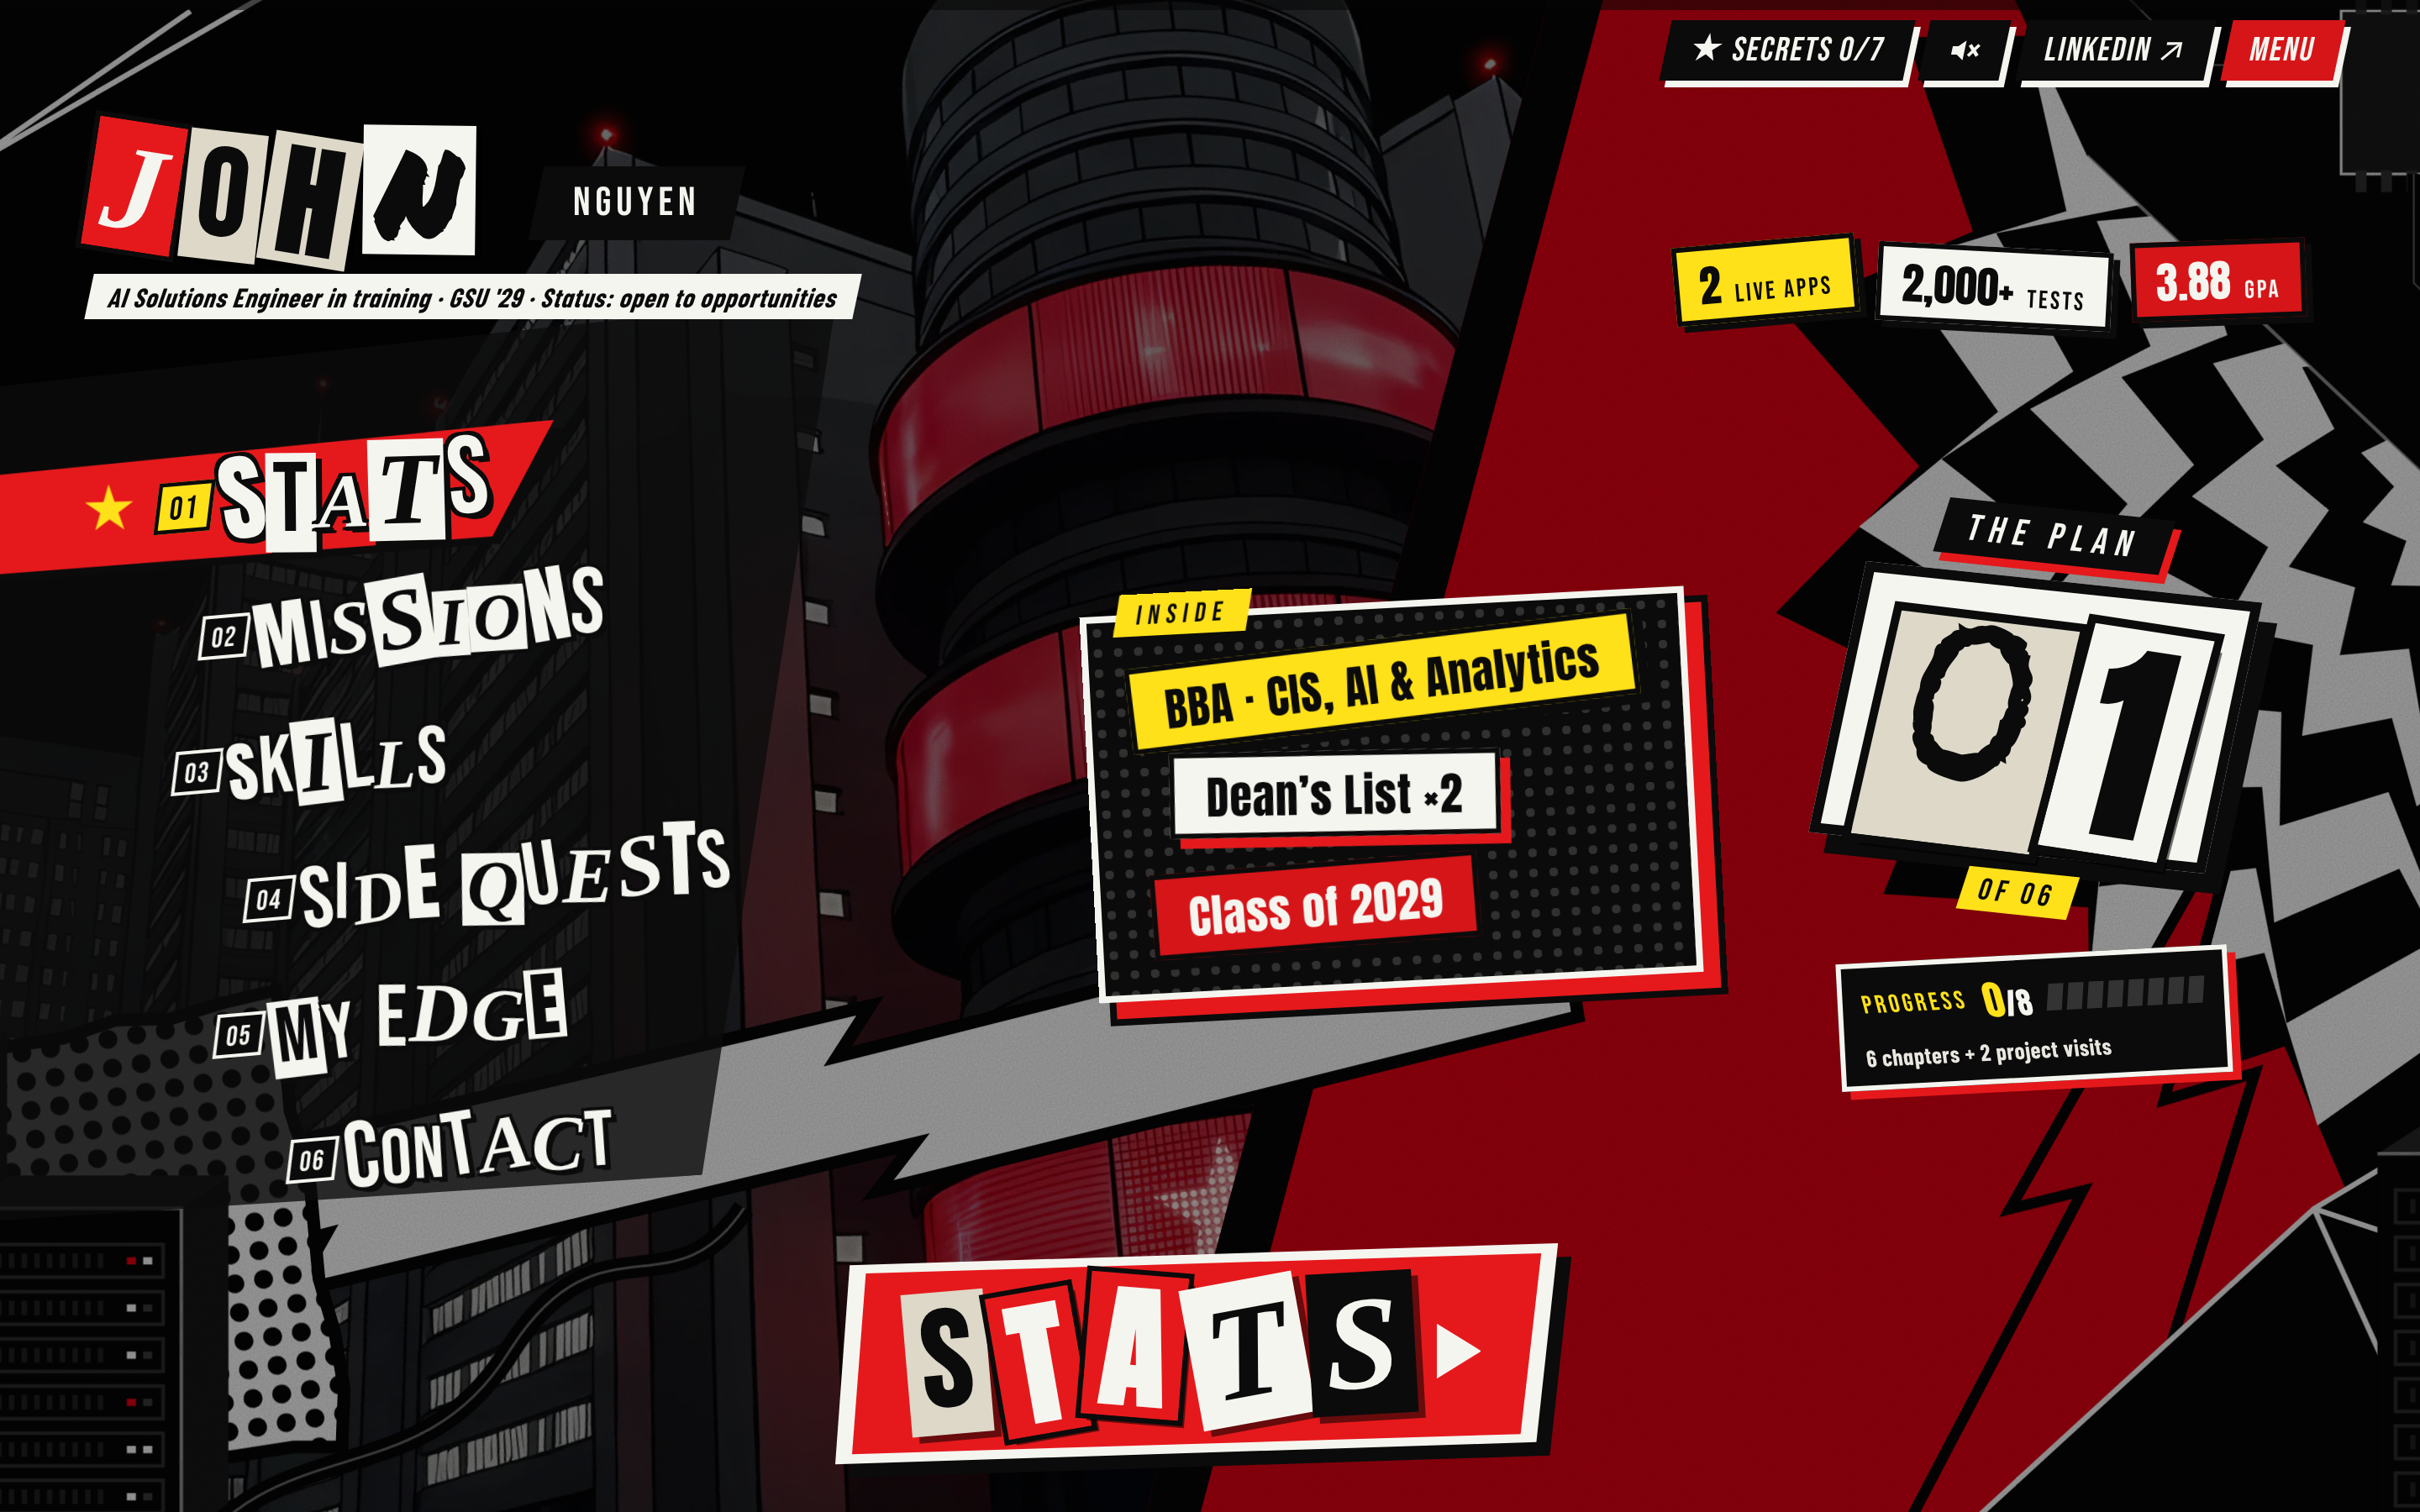 ★ SECRETS 0/7
LINKEDIN ↗
MENU
JOHN
NGUYEN
AI Solutions Engineer in training · GSU '29 · Status: open to opportunities
2 LIVE APPS
2,000+ TESTS
3.88 GPA
★ 01 STATS
02 MISSIONS
03 SKILLS
04 SIDE QUESTS
05 MY EDGE
06 CONTACT
INSIDE
BBA · CIS, AI & Analytics
Dean’s List ×2
Class of 2029
THE PLAN
01
OF 06
PROGRESS 0/8
6 chapters + 2 project visits
STATS